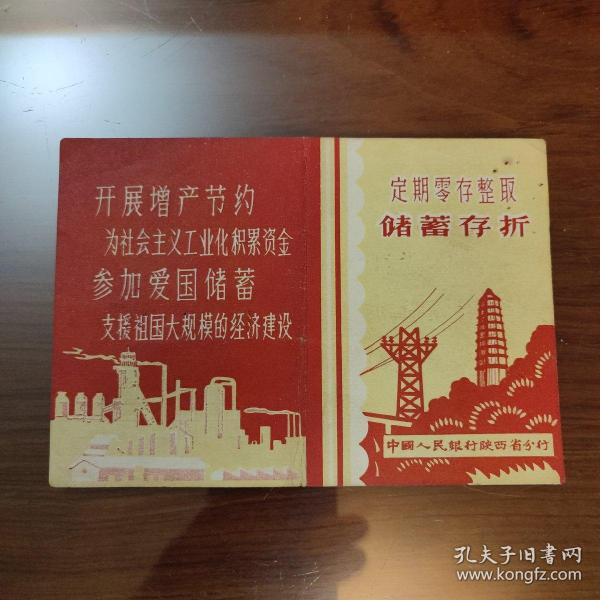 开展增产节约
为社会主义工业化积累资金
参加爱国储蓄
支援祖国大规模的经济建设
定期零存整取
储蓄存折
中國人民銀行陕西省分行
孔夫子旧书网
www.kongfz.com